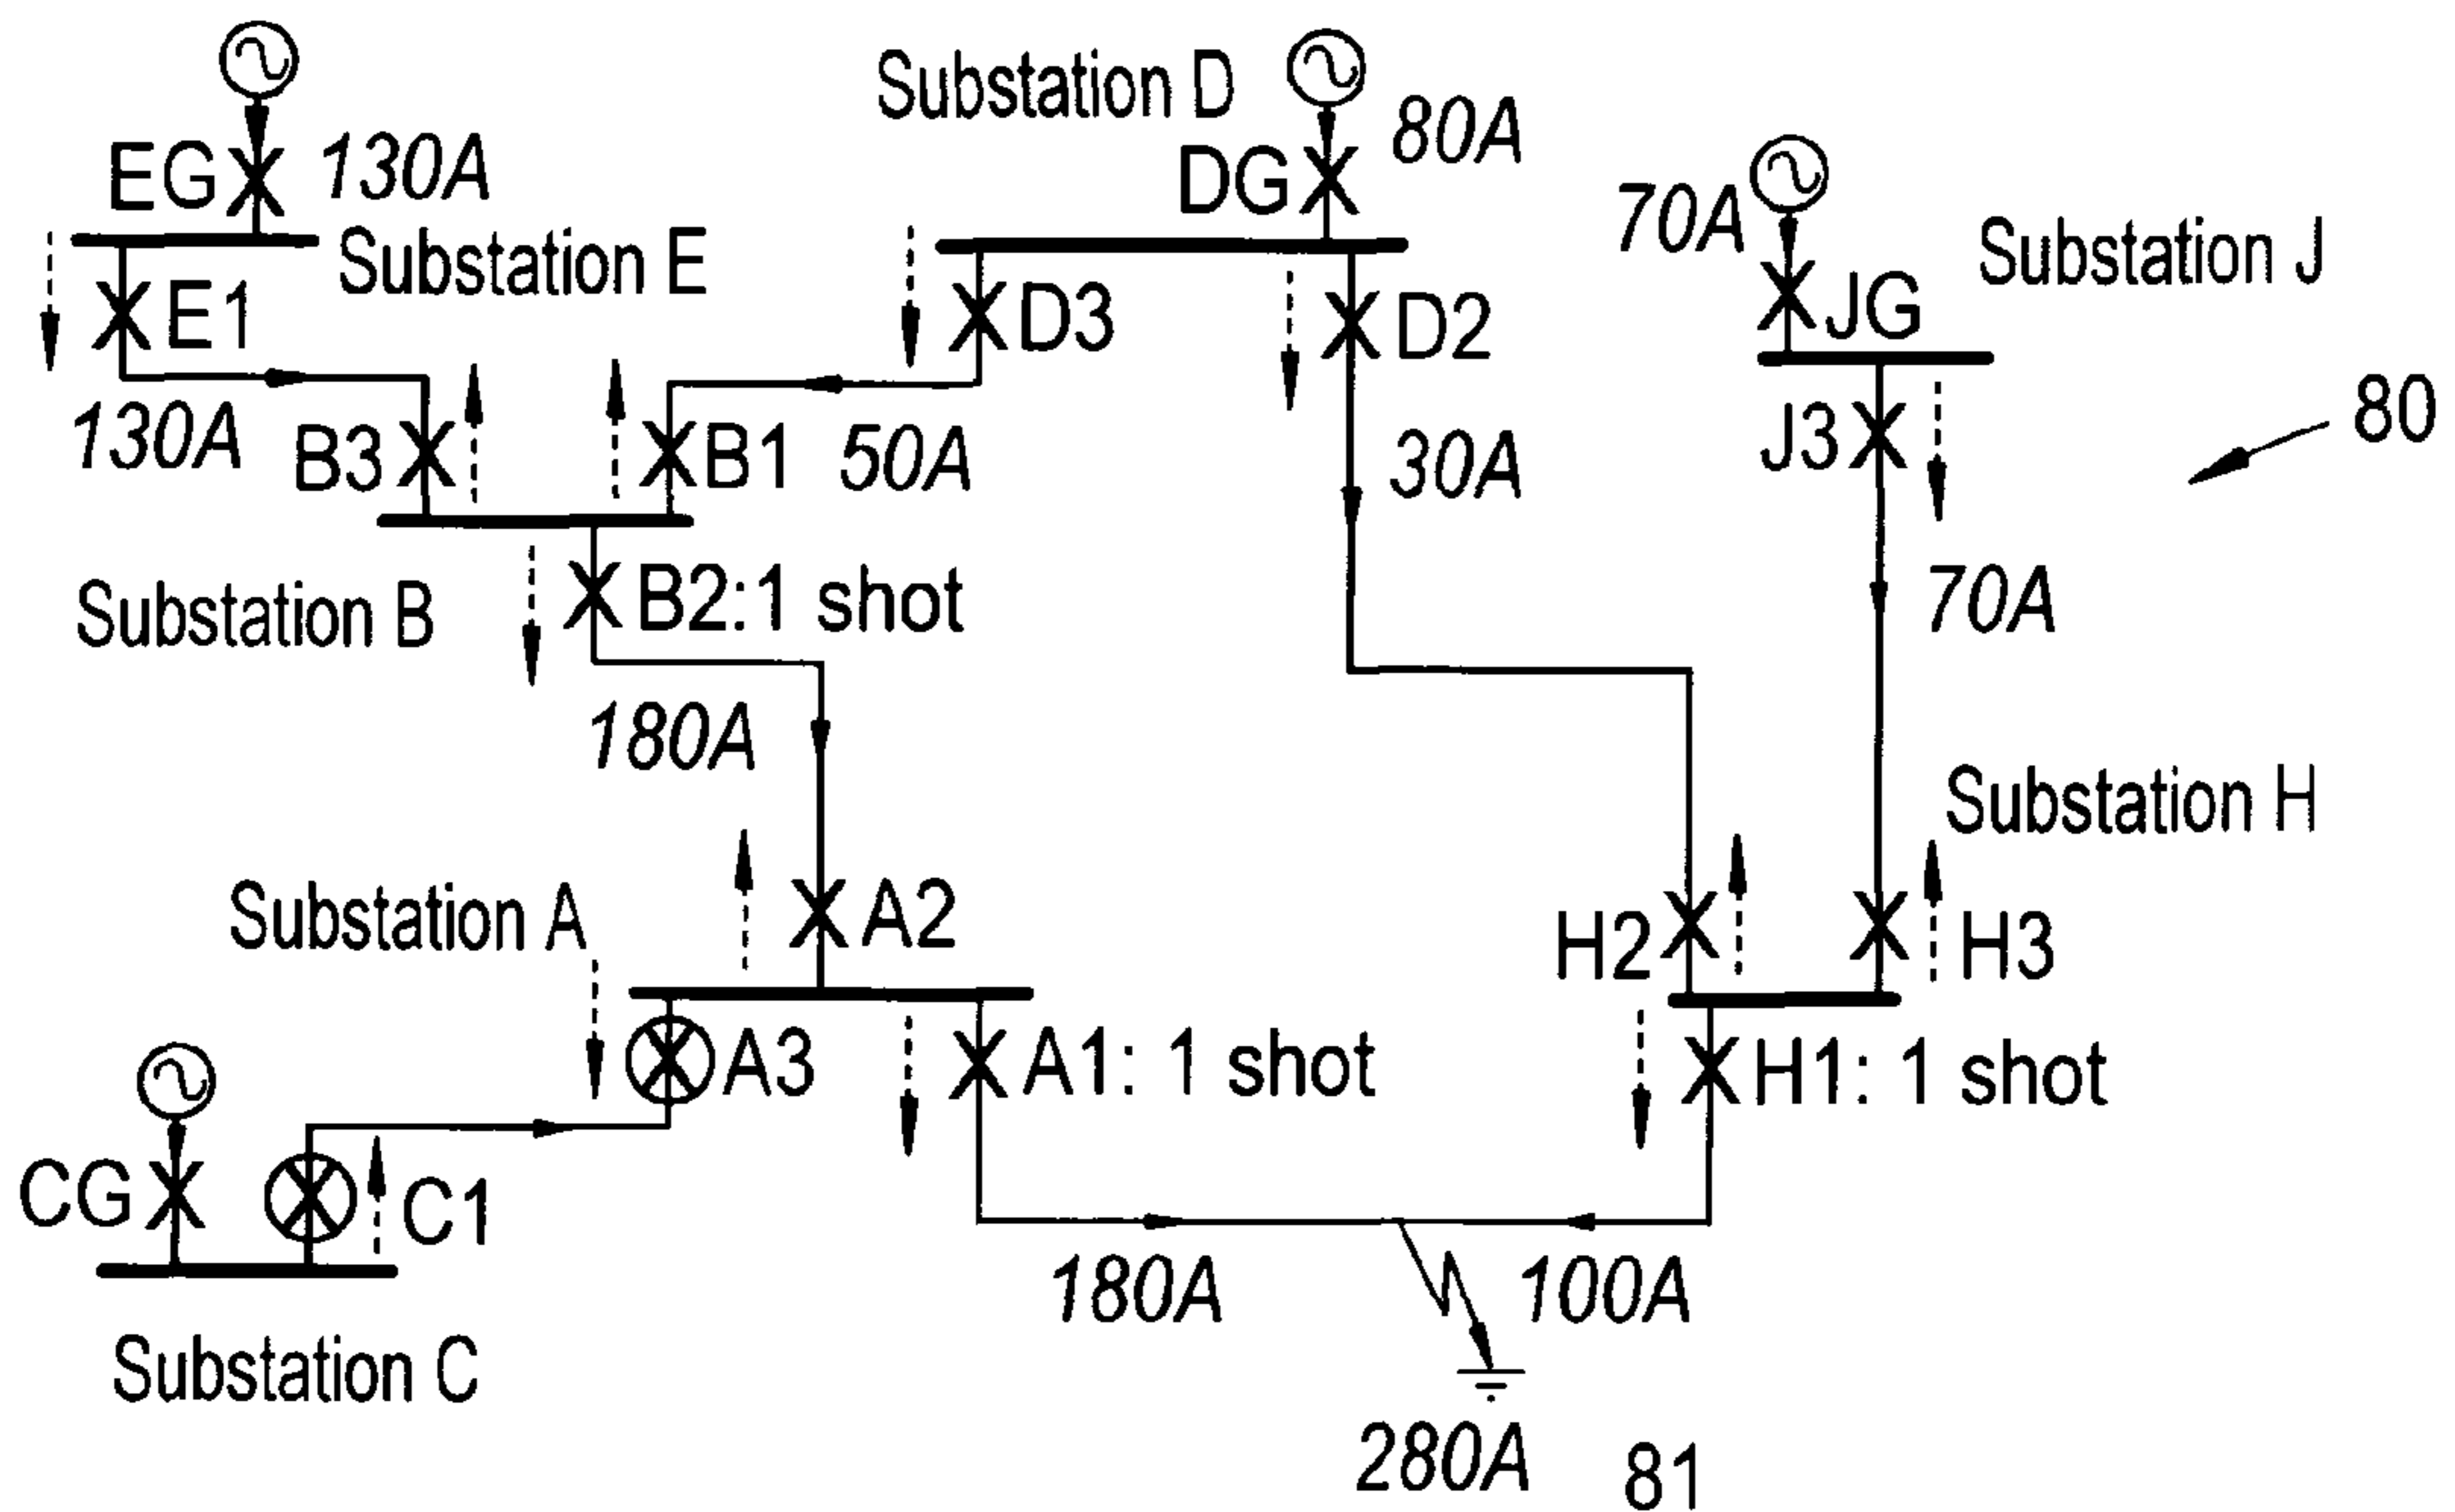 Substation D
80A
EG
130A
DG
70A
Substation E
Substation J
E1
D3
D2
JG
130A
B3
B1
50A
30A
J3
80
Substation B
B2:1 shot
70A
180A
Substation H
Substation A
A2
H2
H3
A3
A1: 1 shot
H1: 1 shot
CG
C1
180A
100A
Substation C
280A
81